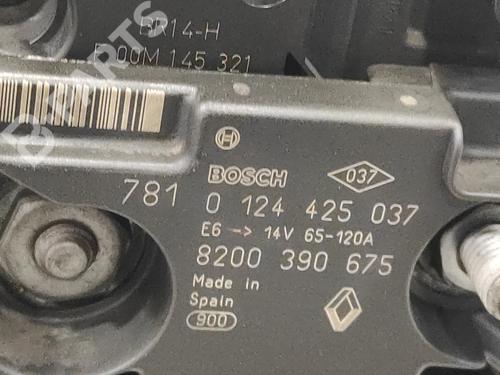 BR14-H
F00M 145 321
B-PARTS
BOSCH
037
781 0 124 425 037
E6 -> 14V 65-120A
8200 390 675
Made in
Spain
900